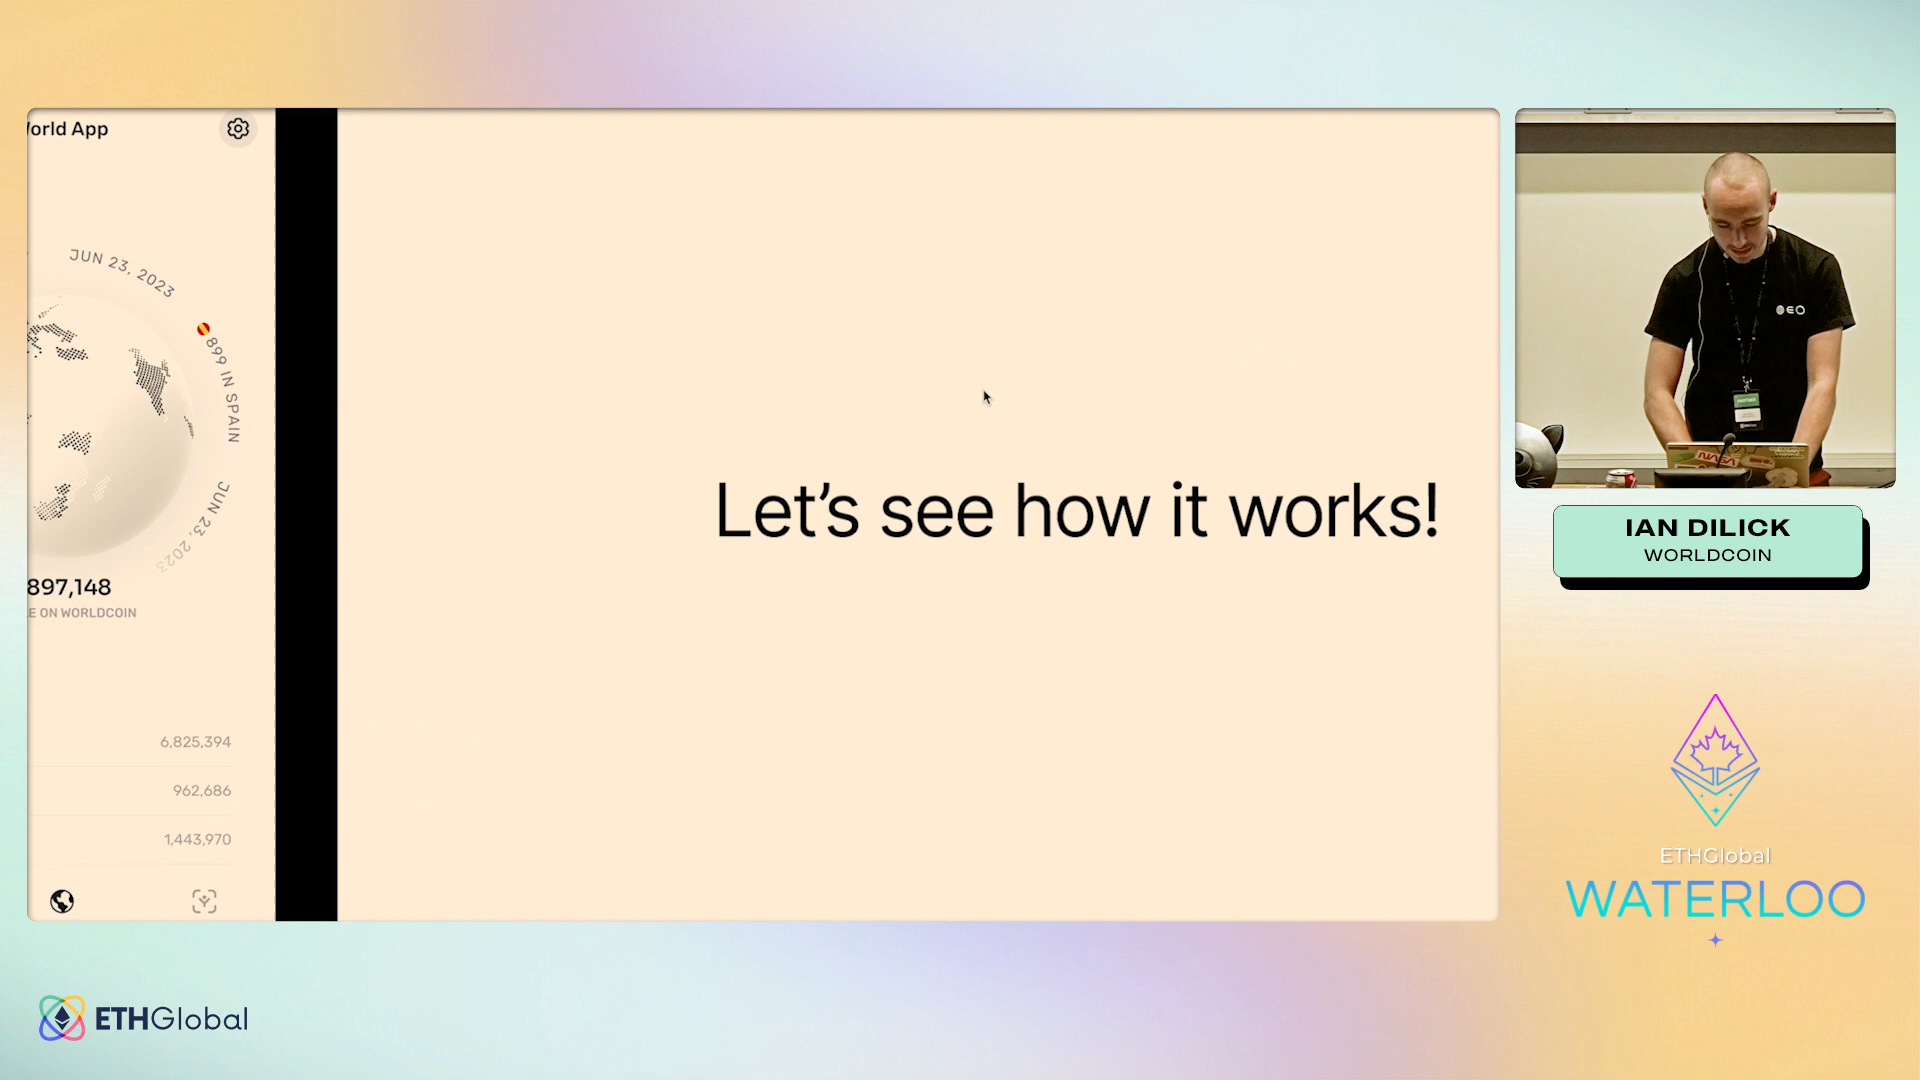 orld App
JUN 23, 2023
899 IN SPAIN
JUN 23, 2023
897,148
E ON WORLDCOIN
6,825,394
962,686
1,443,970
Let's see how it works!
NASA
IAN DILICK
WORLDCOIN
ETHGlobal
WATERLOO
ETHGlobal